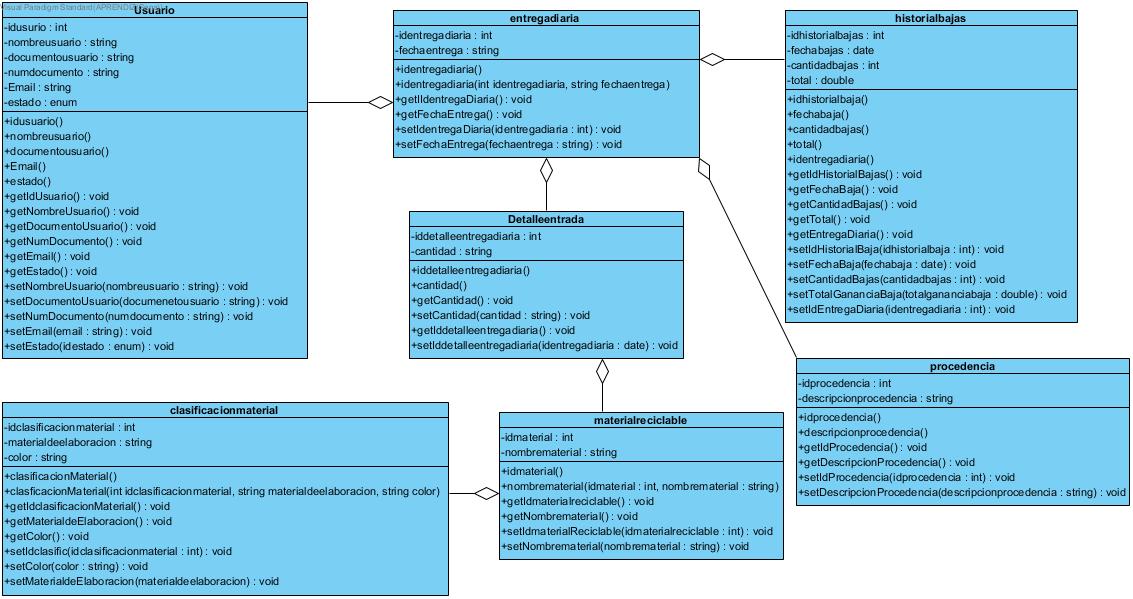 Visual Paradigm Standard(APRENDIZ
Usuario
-idusurio : int
-nombreusuario : string
-documentousuario : string
-numdocumento : string
-Email : string
-estado : enum
+idusuario()
+nombreusuario()
+documentousuario()
+Email()
+estado()
+getIdUsuario() : void
+getNombreUsuario() : void
+getDocumentoUsuario() : void
+getNumDocumento() : void
+getEmail() : void
+getEstado() : void
+setNombreUsuario(nombreusuario : string) : void
+setDocumentoUsuario(documenetousuario : string) : void
+setNumDocumento(numdocumento : string) : void
+setEmail(email : string) : void
+setEstado(idestado : enum) : void
entregadiaria
-identregadiaria : int
-fechaentrega : string
+identregadiaria()
+identregadiaria(int identregadiaria, string fechaentrega)
+getIIdentregaDiaria() : void
+getFechaEntrega() : void
+setIdentregaDiaria(identregadiaria : int) : void
+setFechaEntrega(fechaentrega : string) : void
historialbajas
-idhistorialbajas : int
-fechabajas : date
-cantidadbajas : int
-total : double
+idhistorialbaja()
+fechabaja()
+cantidadbajas()
+total()
+identregadiaria()
+getIdHistorialBajas() : void
+getFechaBaja() : void
+getCantidadBajas() : void
+getTotal() : void
+getEntregaDiaria() : void
+setIdHistorialBaja(idhistorialbaja : int) : void
+setFechaBaja(fechabaja : date) : void
+setCantidadBajas(cantidadbajas : int) : void
+setTotalGananciaBaja(totalgananciabaja : double) : void
+setIdEntregaDiaria(identregadiaria : int) : void
Detalleentrada
-iddetalleentregadiaria : int
-cantidad : string
+iddetalleentregadiaria()
+cantidad()
+getCantidad() : void
+setCantidad(cantidad : string) : void
+getIddetalleentregadiaria() : void
+setIddetalleentregadiaria(identregadiaria : date) : void
procedencia
-idprocedencia : int
-descripcionprocedencia : string
+idprocedencia()
+descripcionprocedencia()
+getIdProcedencia() : void
+getDescripcionProcedencia() : void
+setIdProcedencia(idprocedencia : int) : void
+setDescripcionProcedencia(descripcionprocedencia : string) : void
clasificacionmaterial
-idclasificacionmaterial : int
-materialdeelaboracion : string
-color : string
+clasificacionMaterial()
+clasficacionMaterial(int idclasificacionmaterial, string materialdeelaboracion, string color)
+getIdclasificacionMaterial() : void
+getMaterialdeElaboracion() : void
+getColor() : void
+setIdclasific(idclasificacionmaterial : int) : void
+setColor(color : string) : void
+setMaterialdeElaboracion(materialdeelaboracion) : void
materialreciclable
-idmaterial : int
-nombrematerial : string
+idmaterial()
+nombrematerial(idmaterial : int, nombrematerial : string)
+getIdmaterialreciclable() : void
+getNombrematerial() : void
+setIdmaterialReciclable(idmaterialreciclable : int) : void
+setNombrematerial(nombrematerial : string) : void